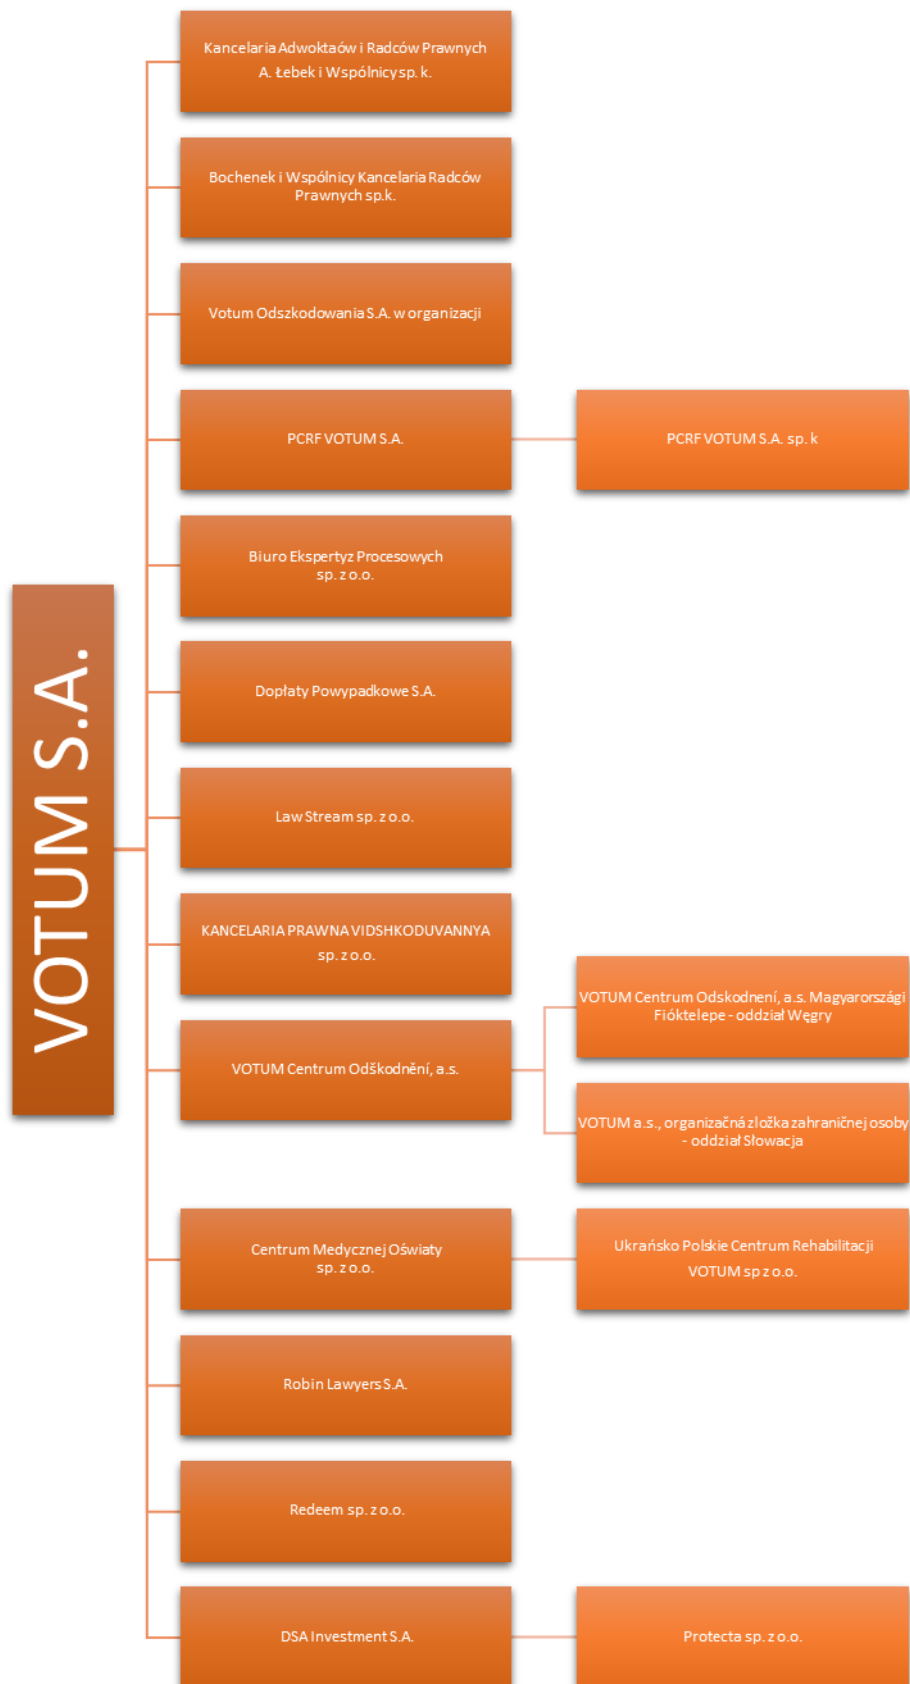 VOTUM S.A.
Kancelaria Adwoktaów i Radców Prawnych
A. Łebek i Wspólnicy sp. k.
Bochenek i Wspólnicy Kancelaria Radców
Prawnych sp.k.
Votum Odszkodowania S.A. w organizacji
PCRF VOTUM S.A.
PCRF VOTUM S.A. sp. k
Biuro Ekspertyz Procesowych
sp. z o.o.
Dopłaty Powypadkowe S.A.
Law Stream sp. z o.o.
KANCELARIA PRAWNA VIDSHKODUVANNYA
sp. z o.o.
VOTUM Centrum Odškodnění, a.s.
VOTUM Centrum Odskodnení, a.s. Magyarországi
Fióktelepe - oddział Węgry
VOTUM a.s., organizačná zložka zahraničnej osoby
- oddział Słowacja
Centrum Medycznej Oświaty
sp. z o.o.
Ukrańsko Polskie Centrum Rehabilitacji
VOTUM sp z o.o.
Robin Lawyers S.A.
Redeem sp. z o.o.
DSA Investment S.A.
Protecta sp. z o.o.